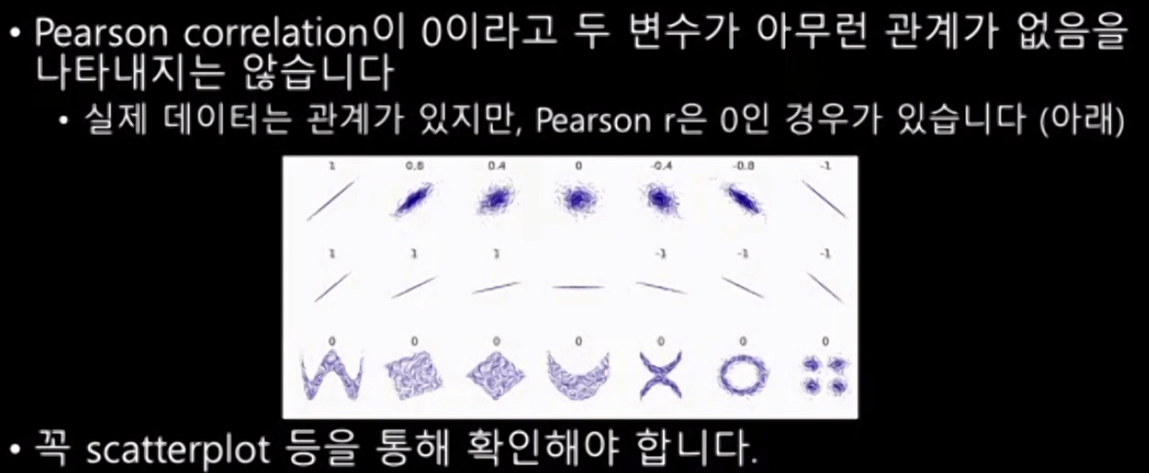 • Pearson correlation이 0이라고 두 변수가 아무런 관계가 없음을
나타내지는 않습니다
• 실제 데이터는 관계가 있지만, Pearson r은 0인 경우가 있습니다 (아래)
1 0.8 0.4 0 -0.4 -0.8 -1
1 1 1 -1 -1 -1
0 0 0 0 0 0 0
• 꼭 scatterplot 등을 통해 확인해야 합니다.